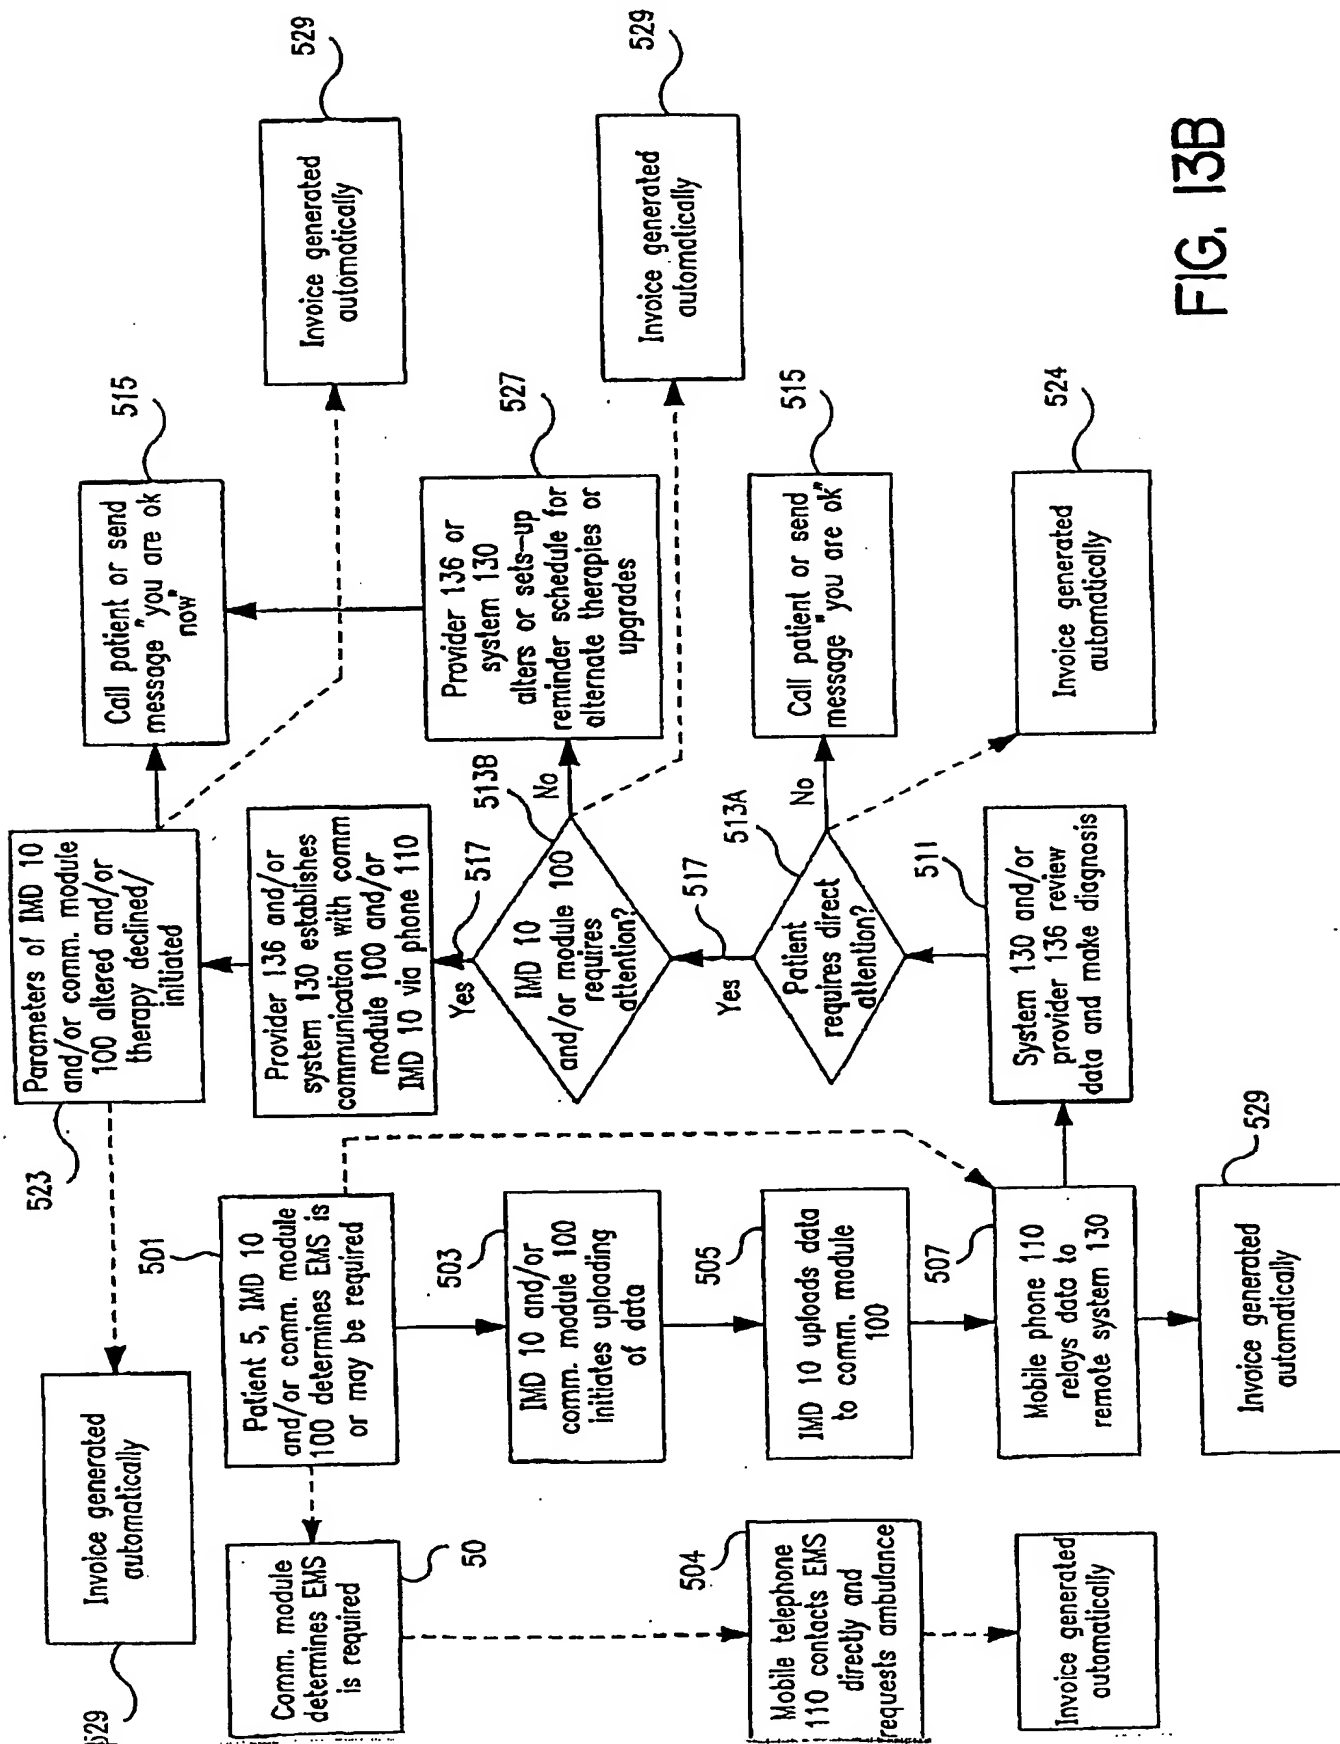 529
Invoice generated
automatically
523
Parameters of IMD 10
and/or comm. module
100 altered and/or
therapy declined/
initiated
515
Call patient or send
message "you are ok
now"
529
Invoice generated
automatically
501
Patient 5, IMD 10
and/or comm. module
100 determines EMS is
or may be required
Provider 136 and/or
system 130 establishes
communication with comm
module 100 and/or
IMD 10 via phone 110
Comm. module
determines EMS
is required
50
503
IMD 10 and/or
comm. module 100
initiates uploading
of data
Yes
517
IMD 10
and/or module 100
requires
attention?
513B
No
527
Provider 136 or
system 130
alters or sets-up
reminder schedule for
alternate therapies or
upgrades
529
Invoice generated
automatically
504
Mobile telephone
110 contacts EMS
directly and
requests ambulance
505
IMD 10 uploads data
to comm. module
100
Yes
517
Patient
requires direct
attention?
513A
No
515
Call patient or send
message "you are ok"
Invoice generated
automatically
507
Mobile phone 110
relays data to
remote system 130
511
System 130 and/or
provider 136 review
data and make diagnosis
524
Invoice generated
automatically
529
Invoice generated
automatically
FIG. 13B